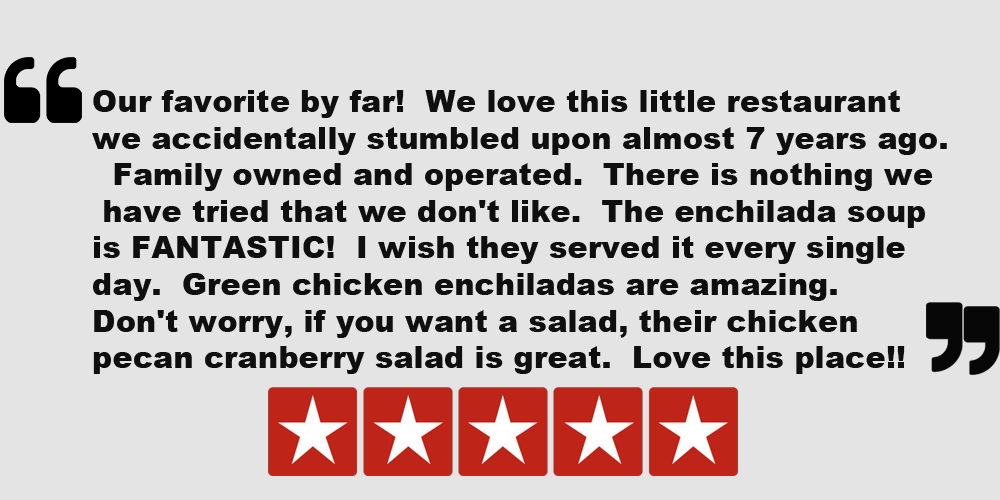 Our favorite by far!  We love this little restaurant
we accidentally stumbled upon almost 7 years ago.
Family owned and operated.  There is nothing we
have tried that we don't like.  The enchilada soup
is FANTASTIC!  I wish they served it every single
day.  Green chicken enchiladas are amazing.
Don't worry, if you want a salad, their chicken
pecan cranberry salad is great.  Love this place!!